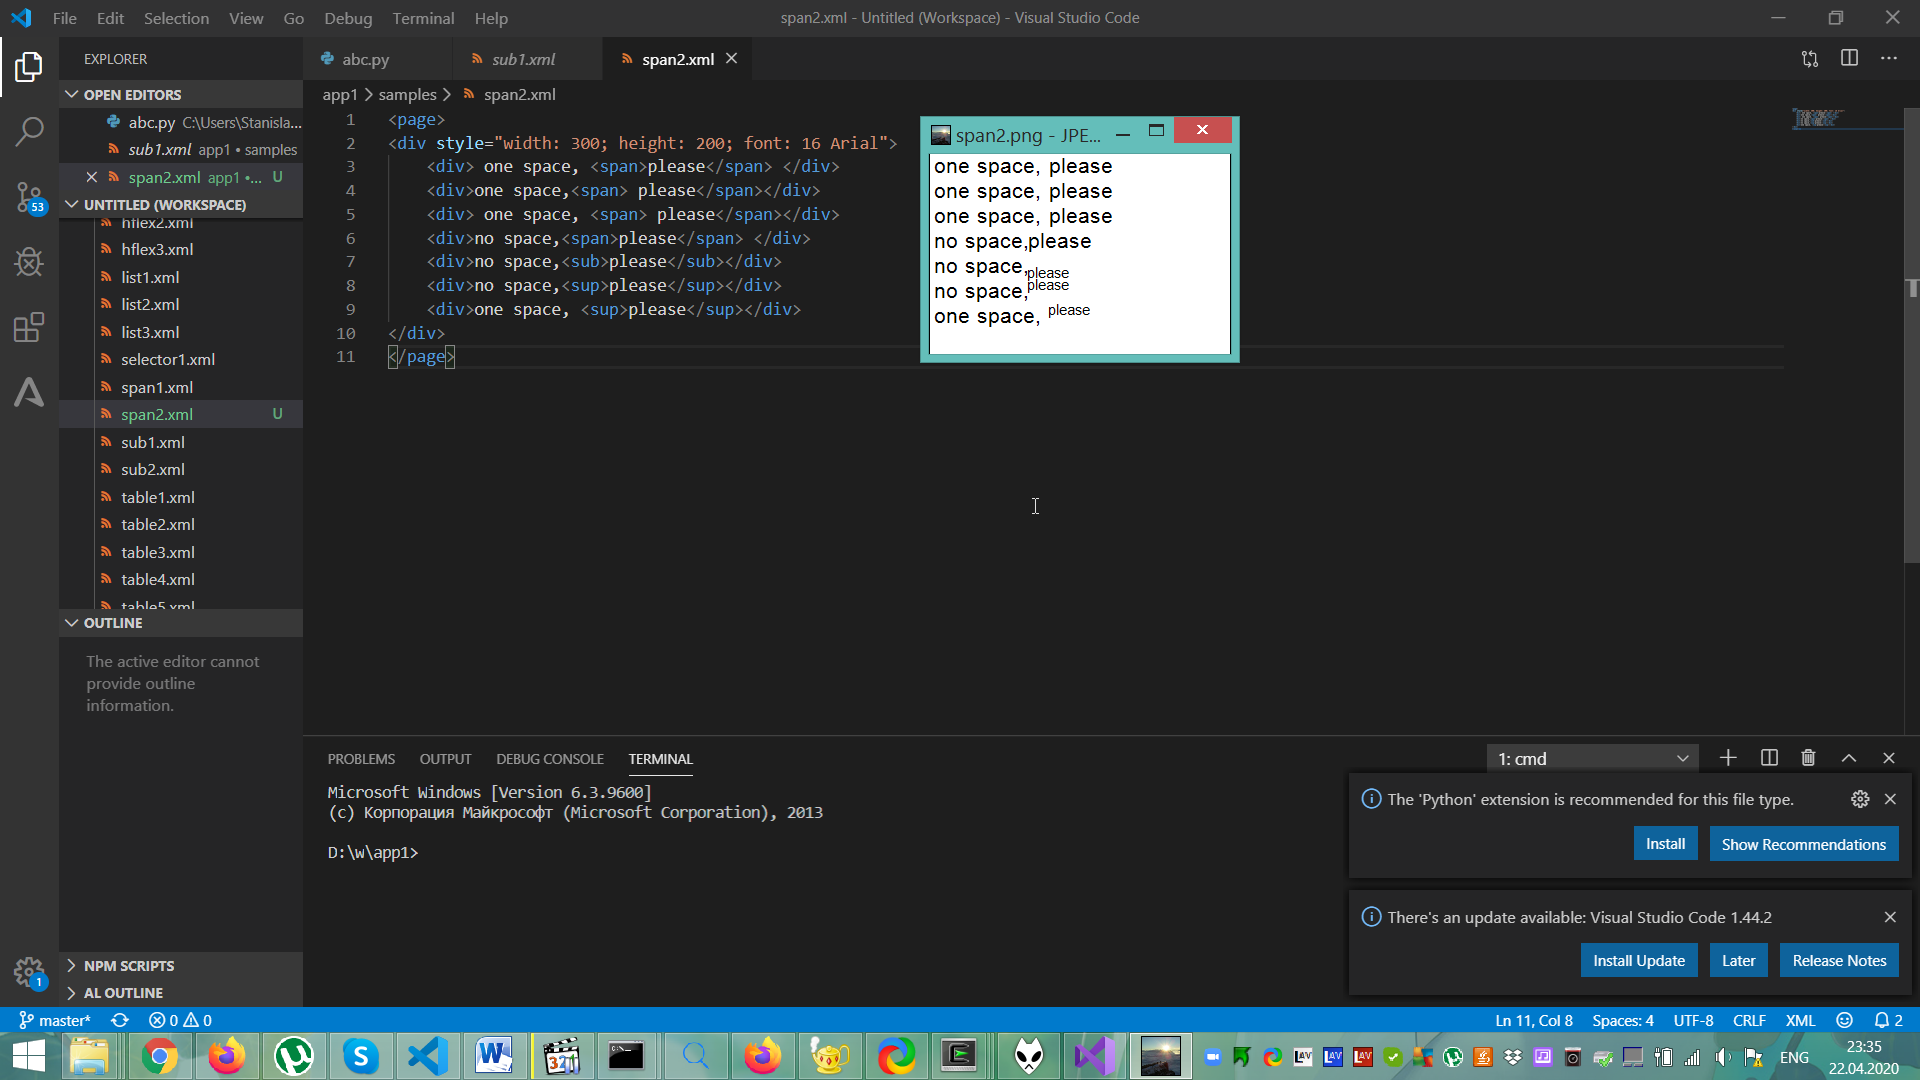 File Edit Selection View Go Debug Terminal Help
span2.xml - Untitled (Workspace) - Visual Studio Code
EXPLORER
OPEN EDITORS
abc.py C:\Users\Stanisla...
sub1.xml app1 • samples
span2.xml app1 •... U
UNTITLED (WORKSPACE)
hflex2.xml
hflex3.xml
list1.xml
list2.xml
list3.xml
selector1.xml
span1.xml
span2.xml U
sub1.xml
sub2.xml
table1.xml
table2.xml
table3.xml
table4.xml
table5.xml
OUTLINE
The active editor cannot
provide outline
information.
NPM SCRIPTS
AL OUTLINE
53
1
abc.py sub1.xml span2.xml
app1 > samples > span2.xml
1 <page>
2 <div style="width: 300; height: 200; font: 16 Arial">
3 <div> one space, <span>please</span> </div>
4 <div>one space,<span> please</span></div>
5 <div> one space, <span> please</span></div>
6 <div>no space,<span>please</span> </div>
7 <div>no space,<sub>please</sub></div>
8 <div>no space,<sup>please</sup></div>
9 <div>one space, <sup>please</sup></div>
10 </div>
11 </page>
span2.png - JPE...
one space, please
one space, please
one space, please
no space,please
no space,please
no space,please
one space, please
PROBLEMS OUTPUT DEBUG CONSOLE TERMINAL
1: cmd
Microsoft Windows [Version 6.3.9600]
(c) Корпорация Майкрософт (Microsoft Corporation), 2013
D:\w\app1>
The 'Python' extension is recommended for this file type.
Install Show Recommendations
There's an update available: Visual Studio Code 1.44.2
Install Update Later Release Notes
master* 0 0
Ln 11, Col 8 Spaces: 4 UTF-8 CRLF XML 2
321
LAV LAV LAV
ENG
23:35
22.04.2020